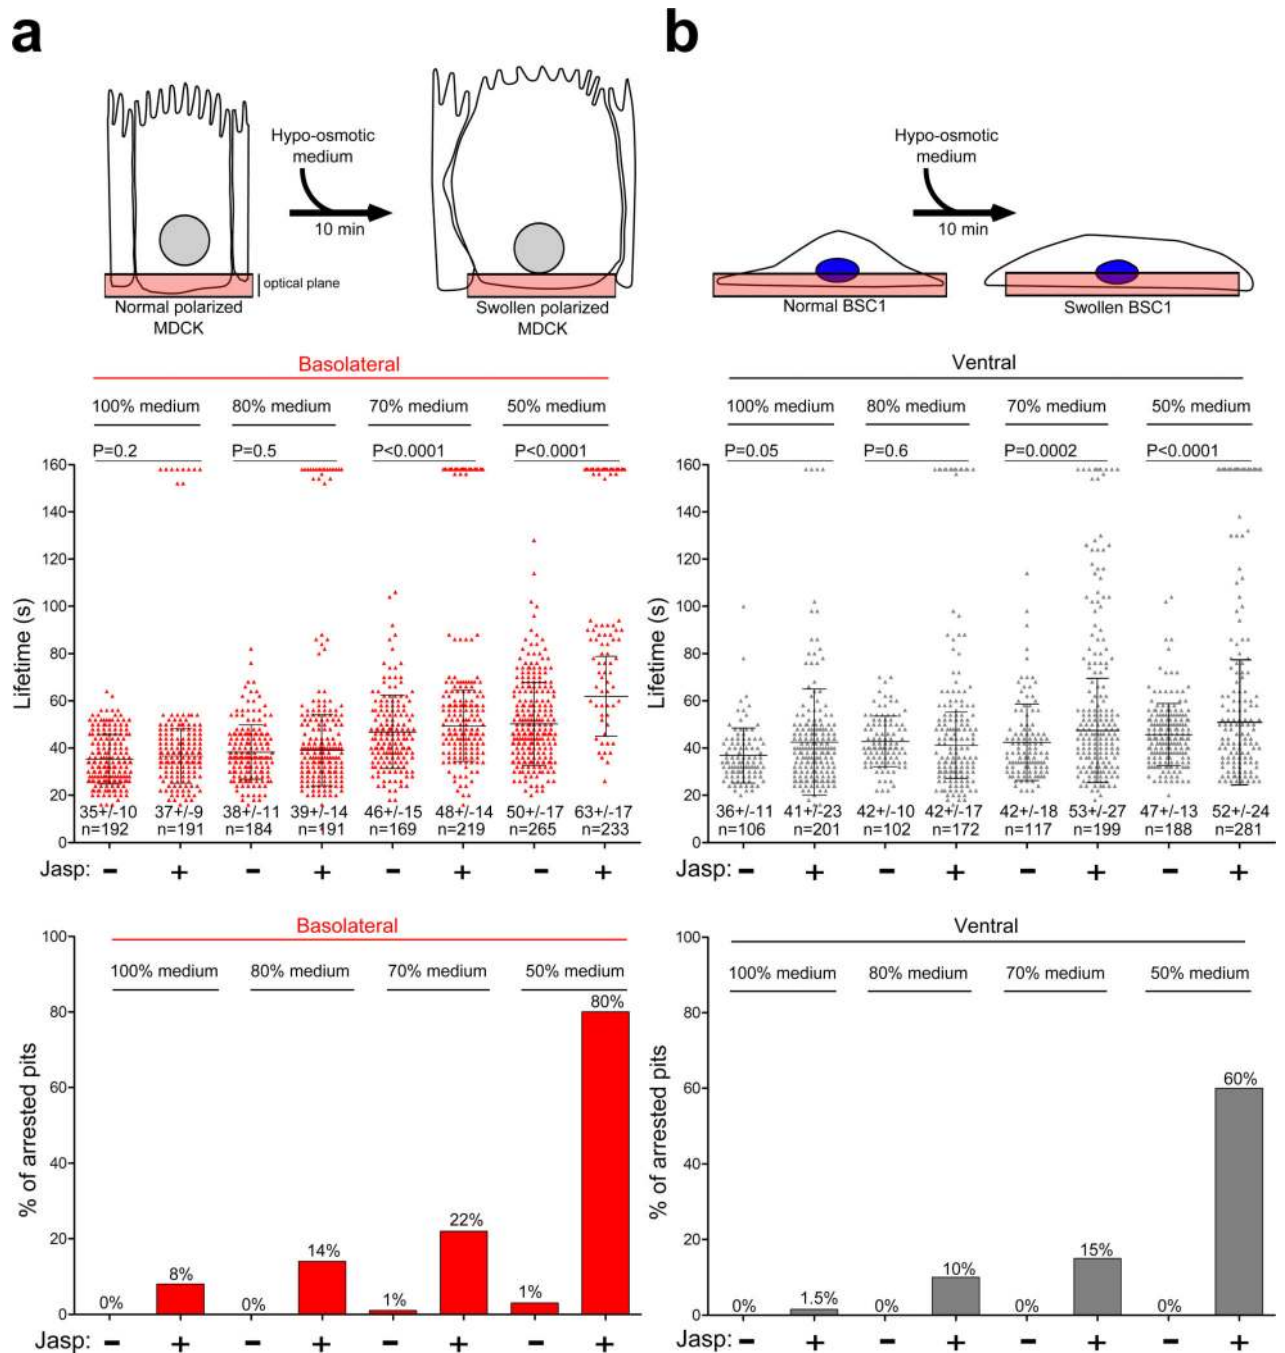 a
Hypo-osmotic
medium
10 min
optical plane
Normal polarized
MDCK
Swollen polarized
MDCK
Basolateral
100% medium 80% medium 70% medium 50% medium
P=0.2 P=0.5 P<0.0001 P<0.0001
Lifetime (s)
160
140
120
100
80
60
40
20
0
35+/-10 37+/-9 38+/-11 39+/-14 46+/-15 48+/-14 50+/-17 63+/-17
n=192 n=191 n=184 n=191 n=169 n=219 n=265 n=233
Jasp: - + - + - + - +
Basolateral
100% medium 80% medium 70% medium 50% medium
% of arrested pits
100
80
60
40
20
0
0% 8% 0% 14% 1% 22% 1% 80%
Jasp: - + - + - + - +
b
Hypo-osmotic
medium
10 min
Normal BSC1
Swollen BSC1
Ventral
100% medium 80% medium 70% medium 50% medium
P=0.05 P=0.6 P=0.0002 P<0.0001
Lifetime (s)
160
140
120
100
80
60
40
20
0
36+/-11 41+/-23 42+/-10 42+/-17 42+/-18 53+/-27 47+/-13 52+/-24
n=106 n=201 n=102 n=172 n=117 n=199 n=188 n=281
Jasp: - + - + - + - +
Ventral
100% medium 80% medium 70% medium 50% medium
% of arrested pits
100
80
60
40
20
0
0% 1.5% 0% 10% 0% 15% 0% 60%
Jasp: - + - + - + - +